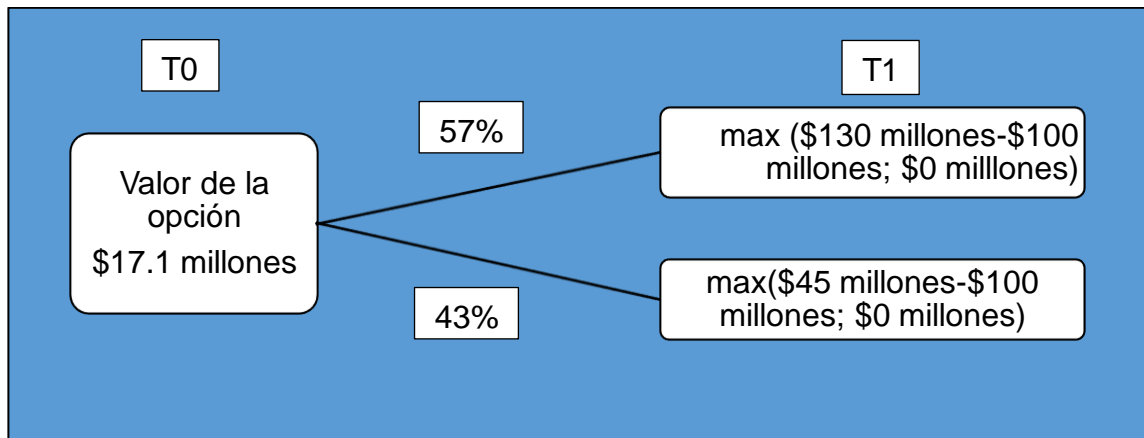 T0
T1
57%
max ($130 millones-$100
millones; $0 milllones)
Valor de la
opción
$17.1 millones
max($45 millones-$100
millones; $0 millones)
43%